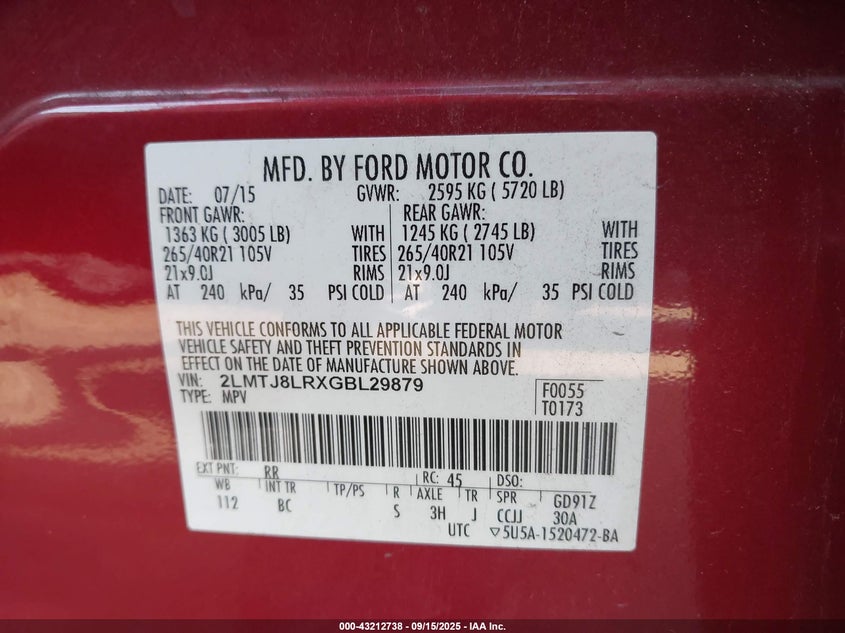 MFD. BY FORD MOTOR CO.
DATE: 07/15 GVWR: 2595 KG ( 5720 LB)
FRONT GAWR: REAR GAWR:
1363 KG ( 3005 LB) WITH 1245 KG ( 2745 LB) WITH
265/40R21 105V TIRES 265/40R21 105V TIRES
21x9.0J RIMS 21x9.0J RIMS
AT 240 kPa/ 35 PSI COLD AT 240 kPa/ 35 PSI COLD
THIS VEHICLE CONFORMS TO ALL APPLICABLE FEDERAL MOTOR
VEHICLE SAFETY AND THEFT PREVENTION STANDARDS IN
EFFECT ON THE DATE OF MANUFACTURE SHOWN ABOVE.
VIN: 2LMTJ8LRXGBL29879
TYPE: MPV
F0055
T0173
EXT PNT: RR RC: 45 DSO:
WB INT TR TP/PS R AXLE TR SPR GD91Z
112 BC S 3H J CCJJ 30A
UTC ▽5U5A-1520472-BA
000-43212738 - 09/15/2025 - IAA Inc.